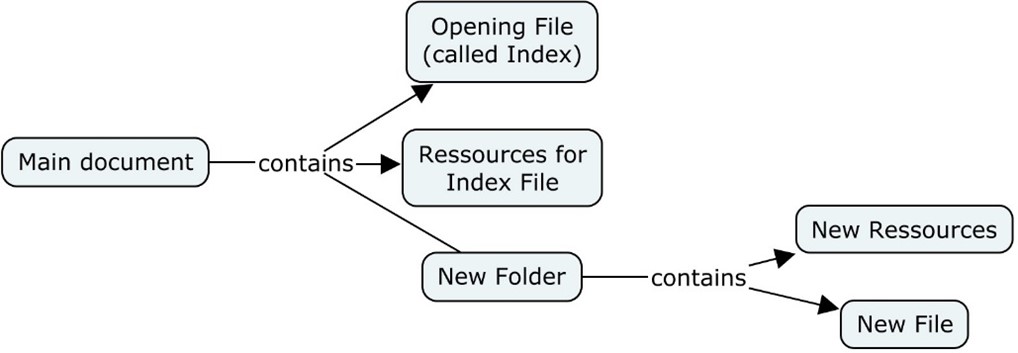 Opening File
(called Index)
Main document
contains
Ressources for
Index File
New Folder
contains
New Ressources
New File